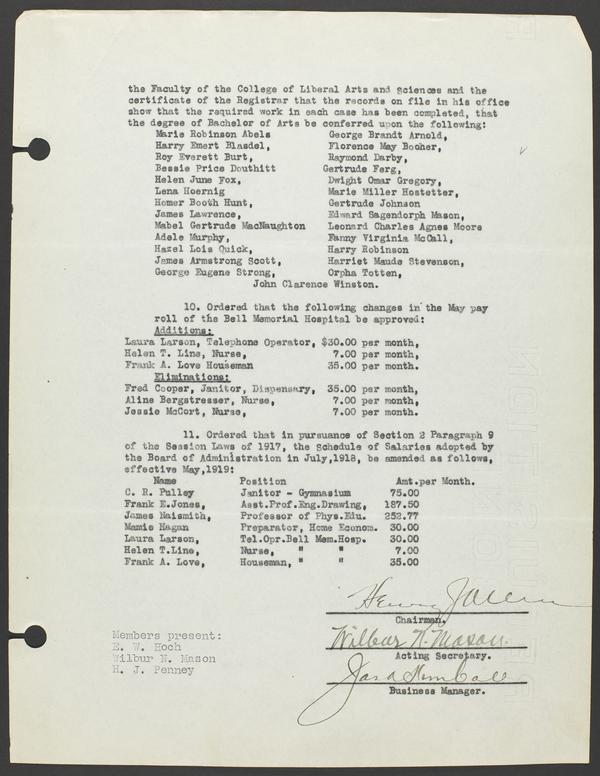 the Faculty of the College of Liberal Arts and Sciences and the
certificate of the Registrar that the records on file in his office
show that the required work in each case has been completed, that
the degree of Bachelor of Arts be conferred upon the following:
Marie Robinson Abels George Brandt Arnold,
Harry Emert Blasdel, Florence May Booher,
Roy Everett Burt, Raymond Darby,
Bessie Price Douthitt Gertrude Ferg,
Helen June Fox, Dwight Omar Gregory,
Lena Hoernig Marie Miller Hostetter,
Homer Booth Hunt, Gertrude Johnson
James Lawrence, Edward Sagendorph Mason,
Mabel Gertrude MacNaughton Leonard Charles Agnes Moore
Adele Murphy, Fanny Virginia McCall,
Hazel Lois Quick, Harry Robinson
James Armstrong Scott, Harriet Maude Stevenson,
George Eugene Strong, Orpha Totten,
John Clarence Winston.
10. Ordered that the following changes in the May pay
roll of the Bell Memorial Hospital be approved:
Additions:
Laura Larson, Telephone Operator, $30.00 per month,
Helen T. Line, Nurse, 7.00 per month,
Frank A. Love Houseman 35.00 per month.
Eliminations:
Fred Cooper, Janitor, Dispensary, 35.00 per month,
Aline Bergstresser, Nurse, 7.00 per month,
Jessie McCort, Nurse, 7.00 per month.
11. Ordered that in pursuance of Section 2 Paragraph 9
of the Session Laws of 1917, the Schedule of Salaries adopted by
the Board of Administration in July,1918, be amended as follows,
effective May,1919:
Name Position Amt.per Month.
C. R. Pulley Janitor - Gymnasium 75.00
Frank E.Jones, Asst.Prof.Eng.Drawing, 187.50
James Naismith, Professor of Phys.Edu. 252.77
Mamie Hagan Preparator, Home Econom. 30.00
Laura Larson, Tel.Opr.Bell Mem.Hosp. 30.00
Helen T.Line, Nurse, " " 7.00
Frank A. Love, Houseman, " " 35.00
Chairman.
Wilbur N. Mason.
Acting Secretary.
Business Manager.
Members present:
E. W. Hoch
Wilbur N. Mason
H. J. Penney